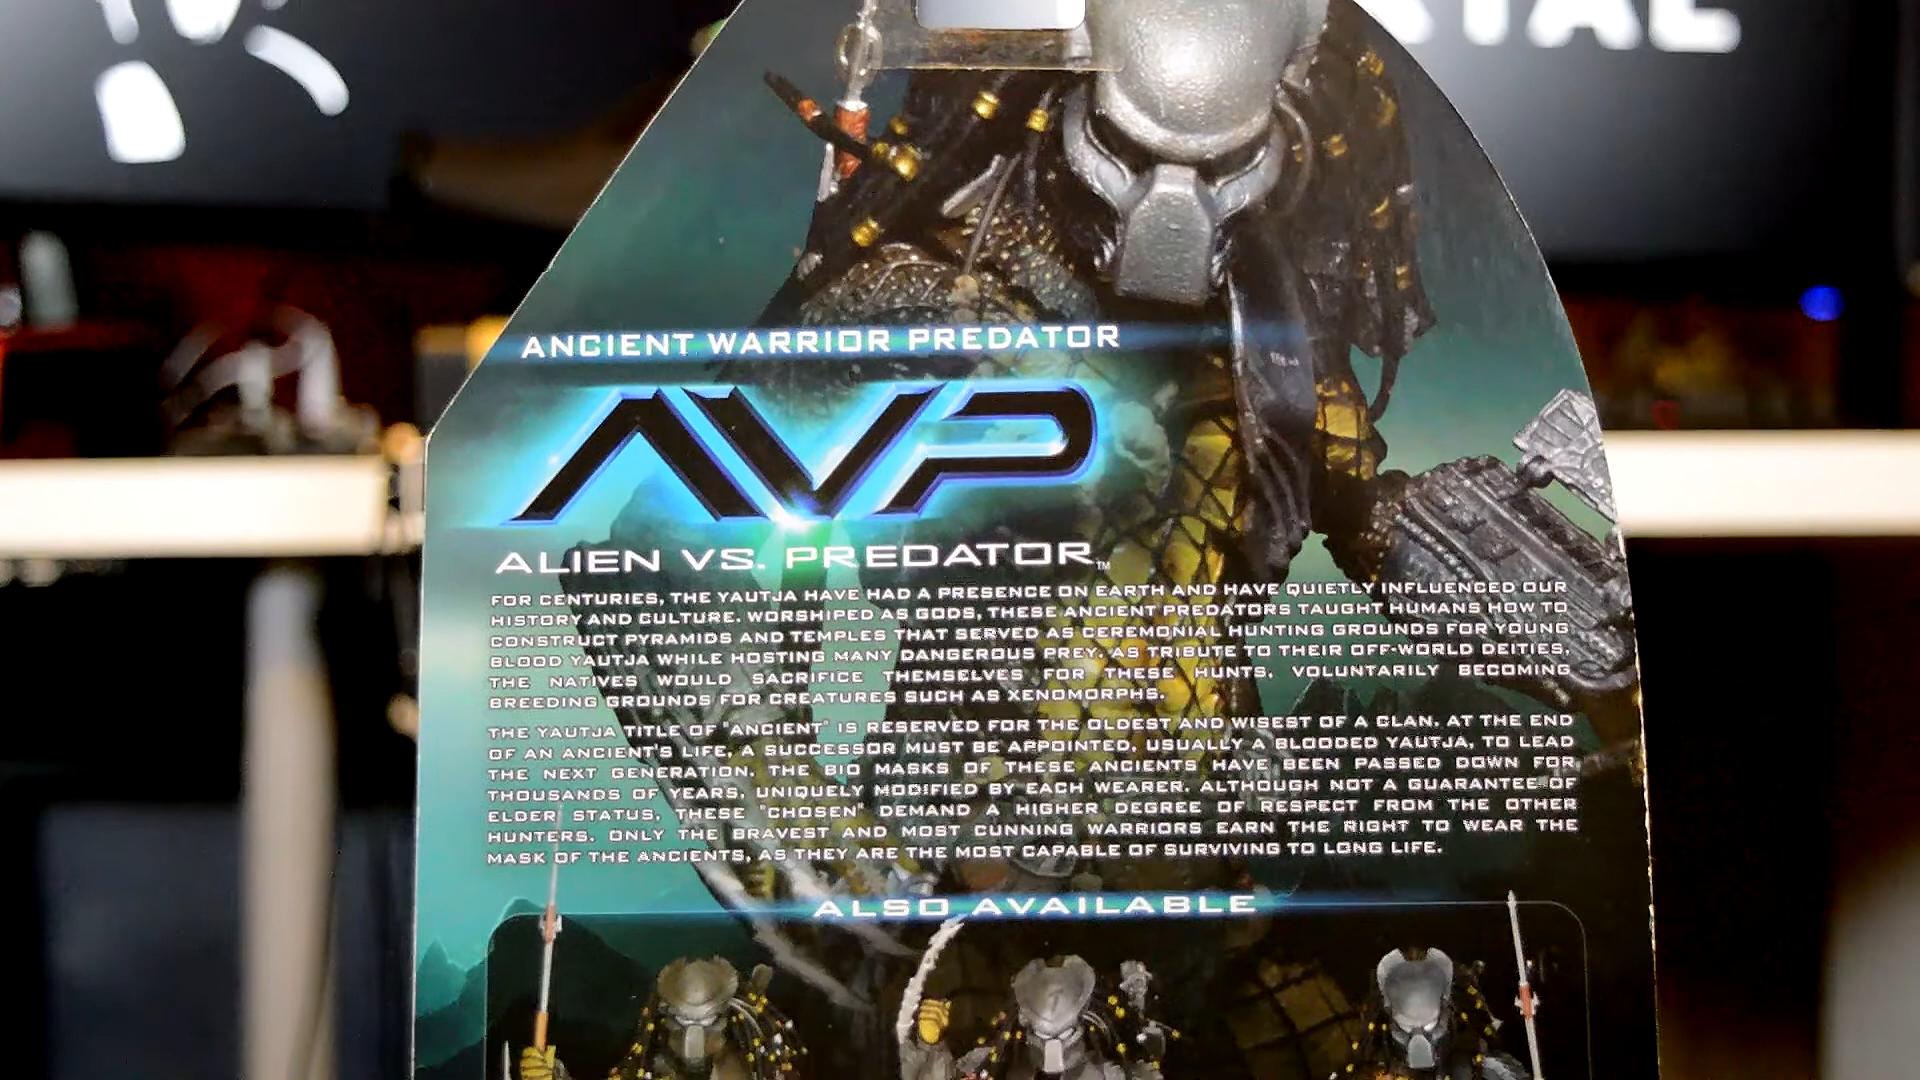 TAL
ANCIENT WARRIOR PREDATOR
AVP
ALIEN VS. PREDATOR™
FOR CENTURIES, THE YAUTJA HAVE HAD A PRESENCE ON EARTH AND HAVE QUIETLY INFLUENCED OUR
HISTORY AND CULTURE. WORSHIPED AS GODS, THESE ANCIENT PREDATORS TAUGHT HUMANS HOW TO
CONSTRUCT PYRAMIDS AND TEMPLES THAT SERVED AS CEREMONIAL HUNTING GROUNDS FOR YOUNG
BLOOD YAUTJA WHILE HOSTING MANY DANGEROUS PREY. AS TRIBUTE TO THEIR OFF-WORLD DEITIES,
THE NATIVES WOULD SACRIFICE THEMSELVES FOR THESE HUNTS, VOLUNTARILY BECOMING
BREEDING GROUNDS FOR CREATURES SUCH AS XENOMORPHS.
THE YAUTJA TITLE OF "ANCIENT" IS RESERVED FOR THE OLDEST AND WISEST OF A CLAN. AT THE END
OF AN ANCIENT'S LIFE, A SUCCESSOR MUST BE APPOINTED, USUALLY A BLOODED YAUTJA, TO LEAD
THE NEXT GENERATION. THE BIO MASKS OF THESE ANCIENTS HAVE BEEN PASSED DOWN FOR
THOUSANDS OF YEARS, UNIQUELY MODIFIED BY EACH WEARER. ALTHOUGH NOT A GUARANTEE OF
ELDER STATUS, THESE "CHOSEN" DEMAND A HIGHER DEGREE OF RESPECT FROM THE OTHER
HUNTERS. ONLY THE BRAVEST AND MOST CUNNING WARRIORS EARN THE RIGHT TO WEAR THE
MASK OF THE ANCIENTS, AS THEY ARE THE MOST CAPABLE OF SURVIVING TO LONG LIFE.
ALSO AVAILABLE